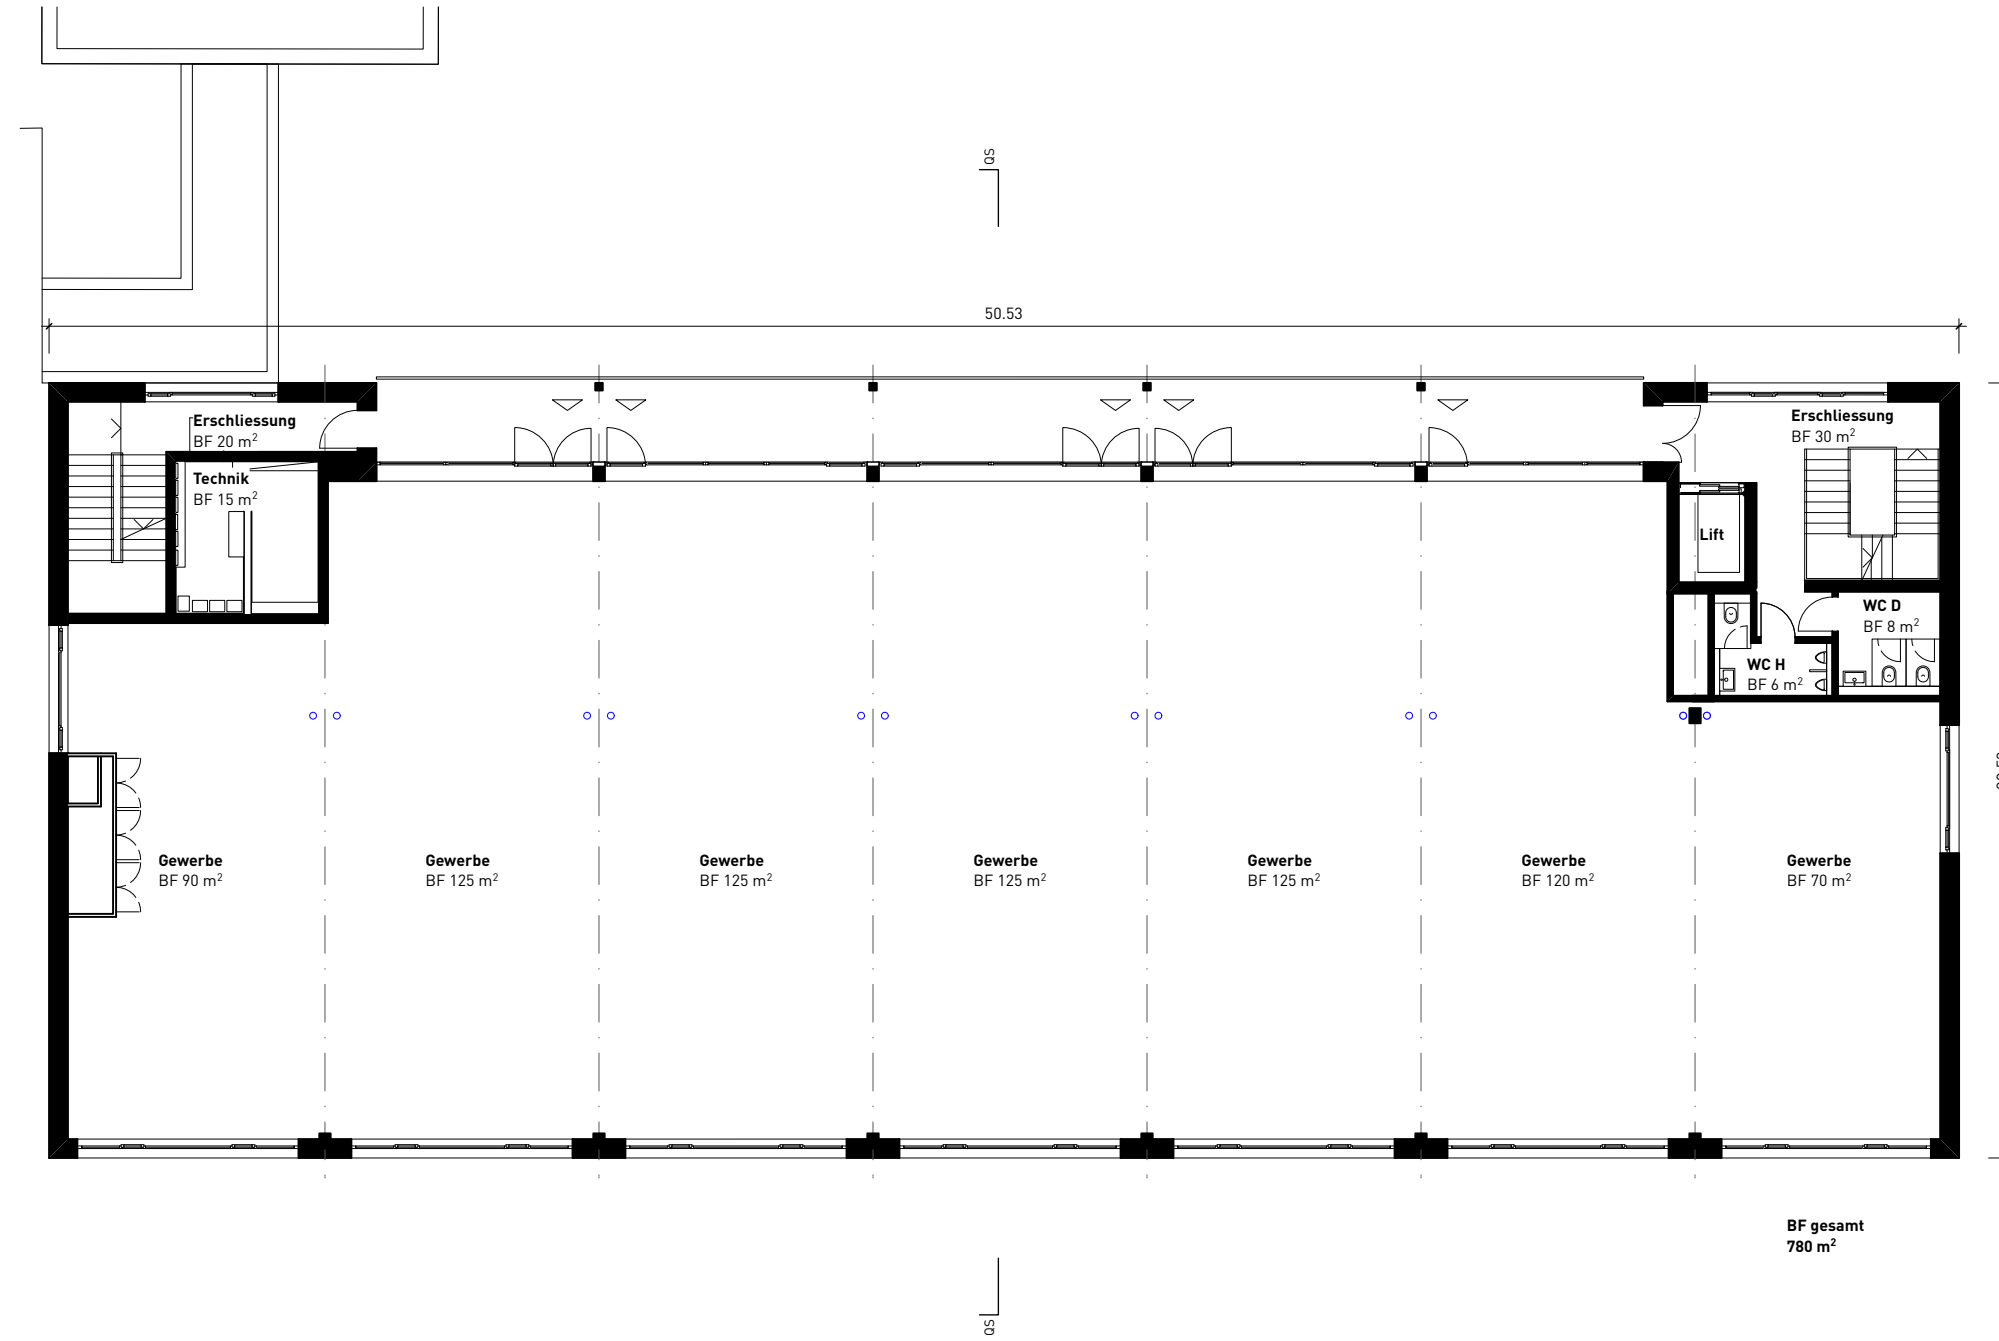 QS
50.53
Erschliessung
BF 20 m²
Technik
BF 15 m²
Erschliessung
BF 30 m²
Lift
WC D
BF 8 m²
WC H
BF 6 m²
Gewerbe
BF 90 m²
Gewerbe
BF 125 m²
Gewerbe
BF 125 m²
Gewerbe
BF 125 m²
Gewerbe
BF 125 m²
Gewerbe
BF 120 m²
Gewerbe
BF 70 m²
BF gesamt
780 m²
QS